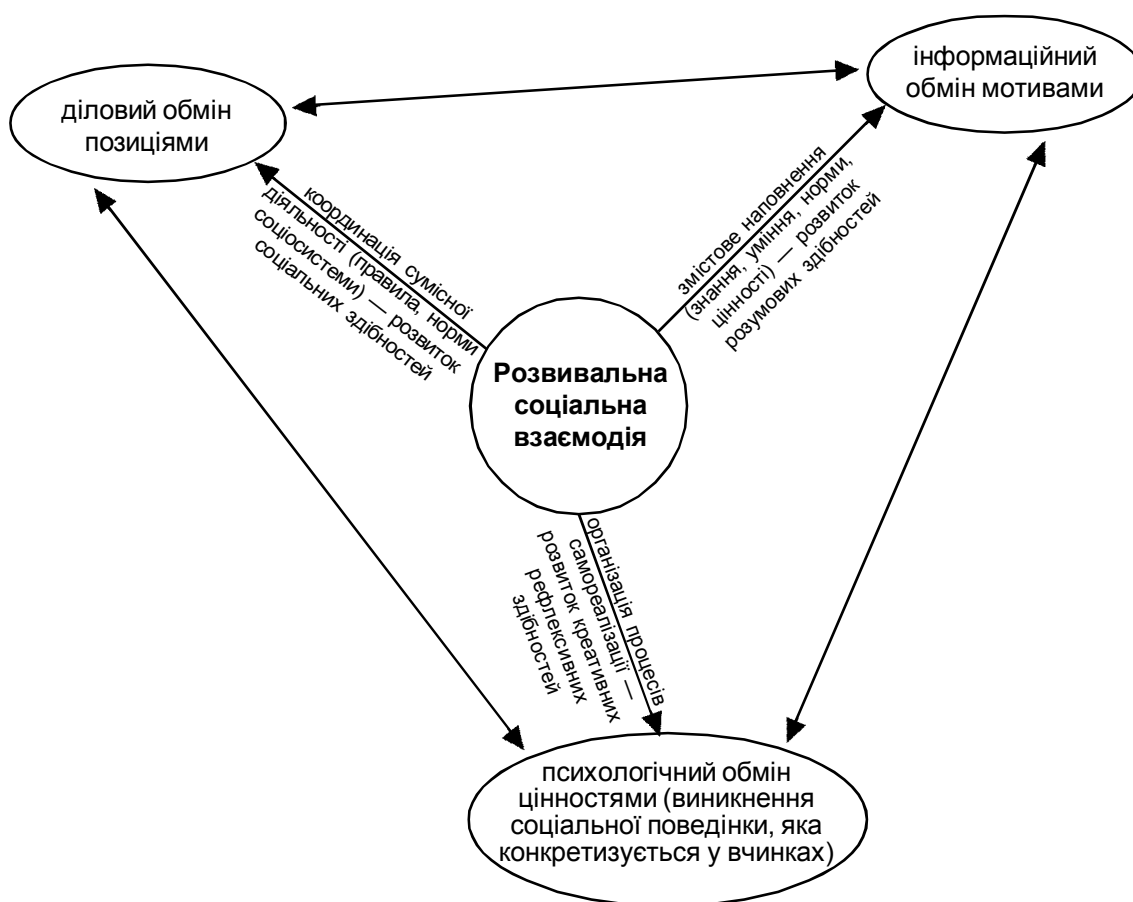 інформаційний
обмін мотивами
діловий обмін
позиціями
координація сумісної
діяльності (правила, норми
соціосистеми) — розвиток
соціальних здібностей
змістове наповнення
(знання, уміння, норми,
цінності) — розвиток
розумових здібностей
Розвивальна
соціальна
взаємодія
організація процесів
самореалізації —
розвиток креативних
рефлексивних
здібностей
психологічний обмін
цінностями (виникнення
соціальної поведінки, яка
конкретизується у вчинках)